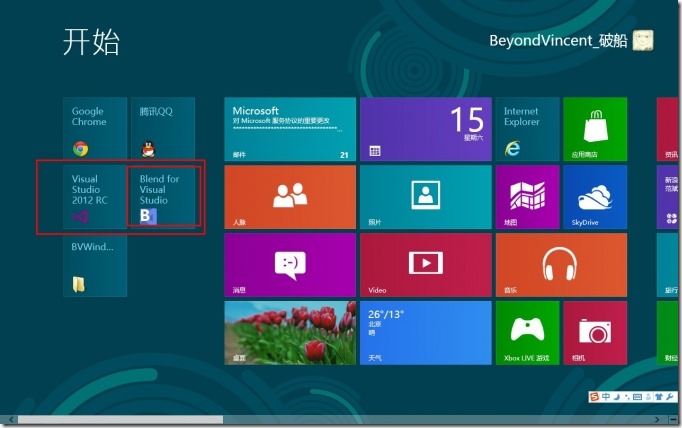 开始
BeyondVincent_破船
Google
Chrome
腾讯QQ
Visual
Studio
2012 RC
Blend for
Visual
Studio
BVWind...
Microsoft
对 Microsoft 服务协议的重要更改
邮件
21
15
星期六
Internet
Explorer
应用商店
资讯
人脉
照片
地图
SkyDrive
新浪
消息
Video
音乐
旅行
桌面
26°/13°
北京
晴
天气
Xbox LIVE 游戏
相机
财经
中